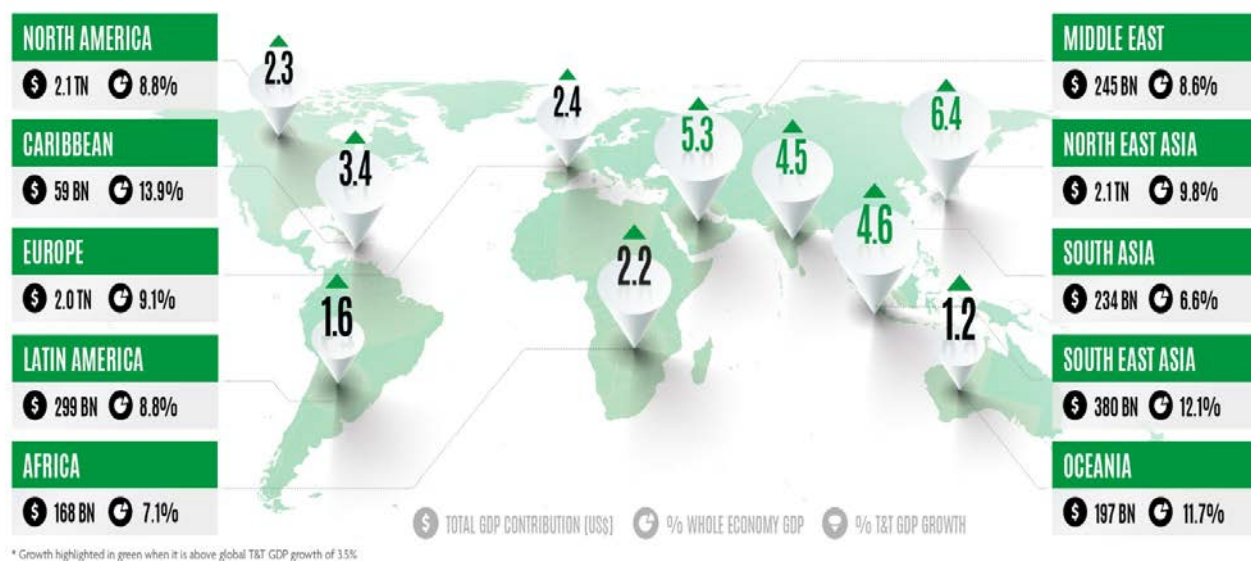 NORTH AMERICA
$ 2.1 TN 8.8%
CARIBBEAN
$ 59 BN 13.9%
EUROPE
$ 2.0 TN 9.1%
LATIN AMERICA
$ 299 BN 8.8%
AFRICA
$ 168 BN 7.1%
2.3
3.4
1.6
2.4
5.3
2.2
4.5
6.4
4.6
1.2
MIDDLE EAST
$ 245 BN 8.6%
NORTH EAST ASIA
$ 2.1 TN 9.8%
SOUTH ASIA
$ 234 BN 6.6%
SOUTH EAST ASIA
$ 380 BN 12.1%
OCEANIA
$ 197 BN 11.7%
$ TOTAL GDP CONTRIBUTION (US$) % WHOLE ECONOMY GDP % T&T GDP GROWTH
* Growth highlighted in green when it is above global T&T GDP growth of 3.5%